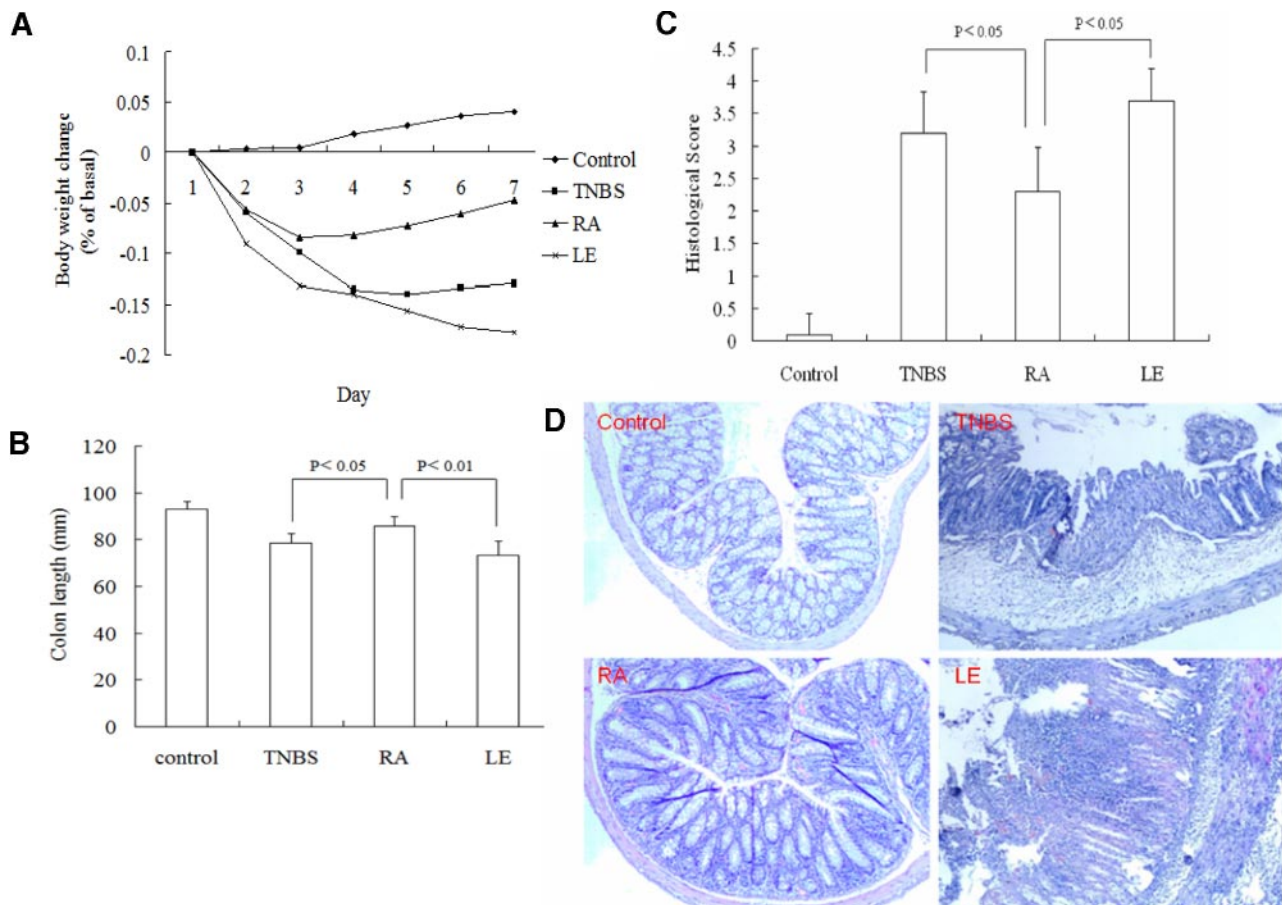 A
Body weight change
(% of basal)
0.1
0.05
0
-0.05
-0.1
-0.15
-0.2
1 2 3 4 5 6 7
Day
Control
TNBS
RA
LE
B
Colon length (mm)
120
100
80
60
40
20
0
P< 0.05
P< 0.01
control TNBS RA LE
C
Histological Score
4.5
4
3.5
3
2.5
2
1.5
1
0.5
0
P< 0.05
P< 0.05
Control TNBS RA LE
D
Control
TNBS
RA
LE